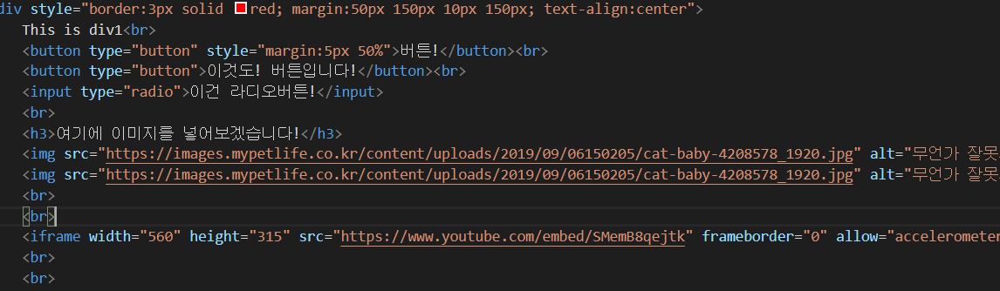 div style="border:3px solid red; margin:50px 150px 10px 150px; text-align:center">
This is div1<br>
<button type="button" style="margin:5px 50%">버튼!</button><br>
<button type="button">이것도! 버튼입니다!</button><br>
<input type="radio">이건 라디오버튼!</input>
<br>
<h3>여기에 이미지를 넣어보겠습니다!</h3>
<img src="https://images.mypetlife.co.kr/content/uploads/2019/09/06150205/cat-baby-4208578_1920.jpg" alt="무언가 잘못
<img src="https://images.mypetlife.co.kr/content/uploads/2019/09/06150205/cat-baby-4208578_1920.jpg" alt="무언가 잘못
<br>
<br>
<iframe width="560" height="315" src="https://www.youtube.com/embed/SMemB8qejtk" frameborder="0" allow="accelerometer
<br>
<br>